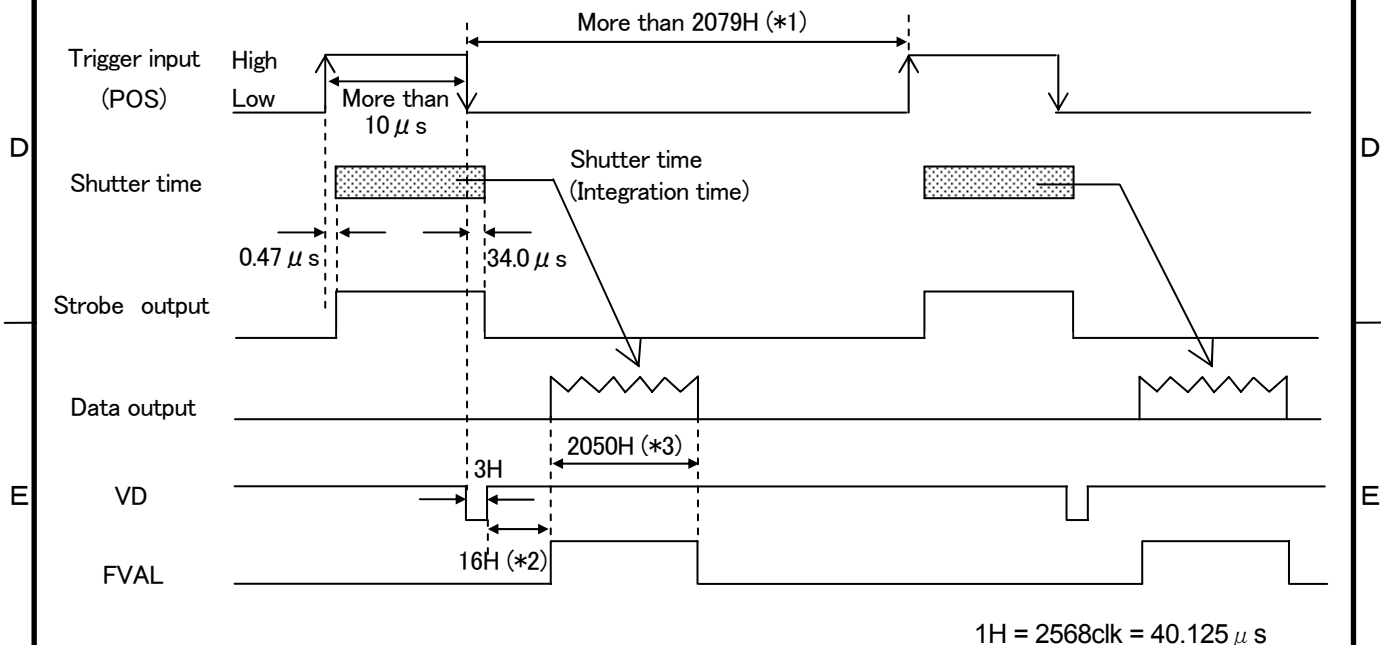 More than 2079H (*1)
Trigger input High
(POS) Low
More than
10 μ s
D D
Shutter time
Shutter time
(Integration time)
0.47 μ s 34.0 μ s
Strobe output
Data output
2050H (*3)
3H
E VD E
16H (*2)
FVAL
1H = 2568clk = 40.125 μ s